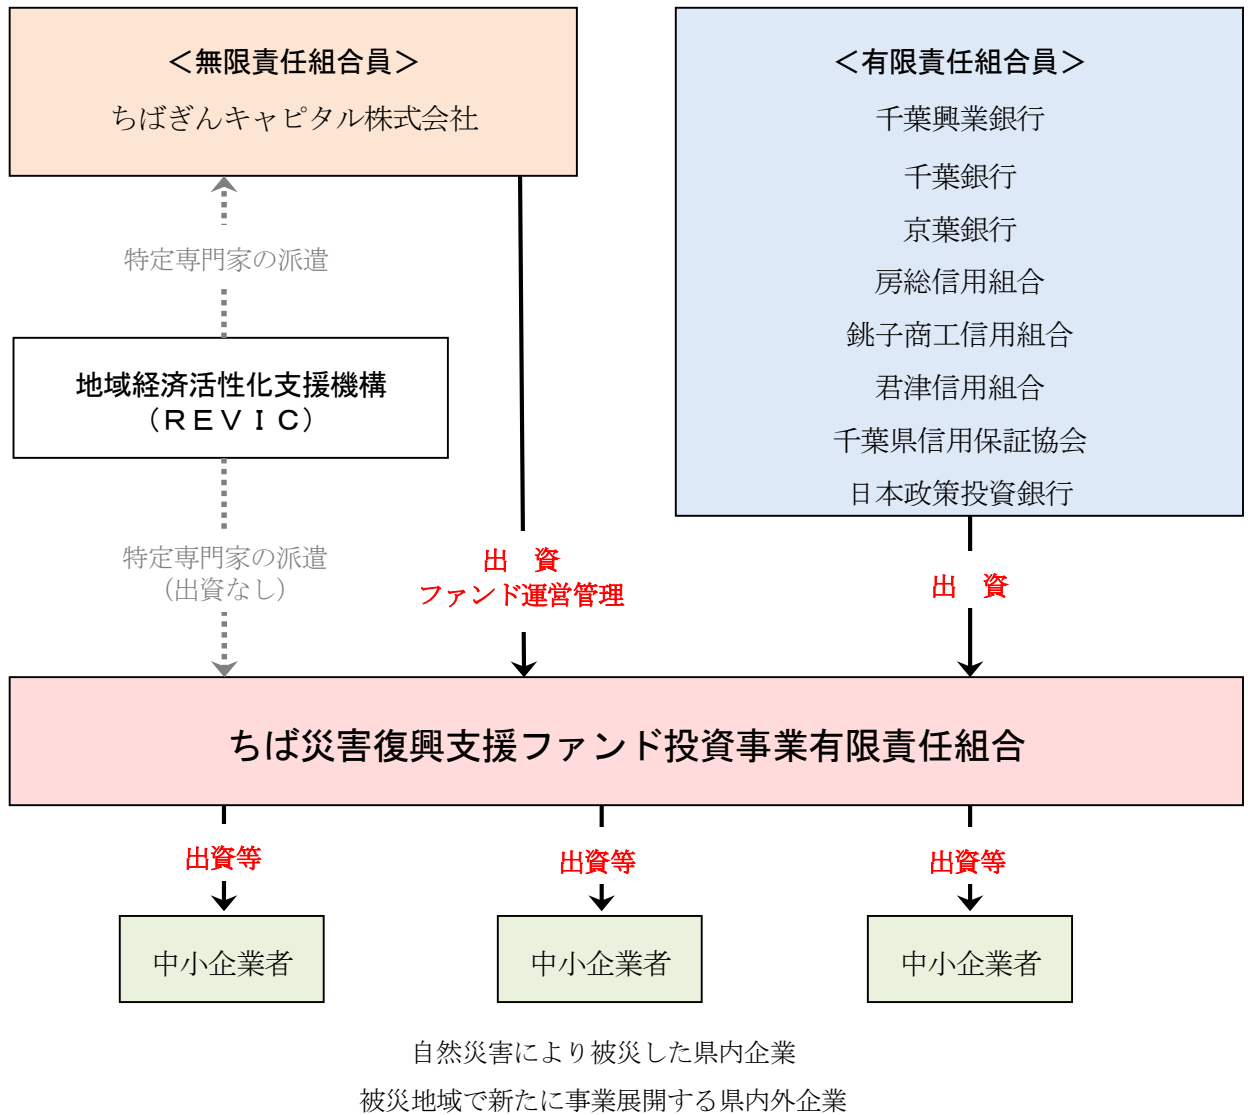 ＜無限責任組合員＞
ちばぎんキャピタル株式会社
＜有限責任組合員＞
千葉興業銀行
千葉銀行
京葉銀行
房総信用組合
銚子商工信用組合
君津信用組合
千葉県信用保証協会
日本政策投資銀行
特定専門家の派遣
地域経済活性化支援機構
（ＲＥＶＩＣ）
特定専門家の派遣
（出資なし）
出　資
ファンド運営管理
出　資
ちば災害復興支援ファンド投資事業有限責任組合
出資等
出資等
出資等
中小企業者
中小企業者
中小企業者
自然災害により被災した県内企業
被災地域で新たに事業展開する県内外企業